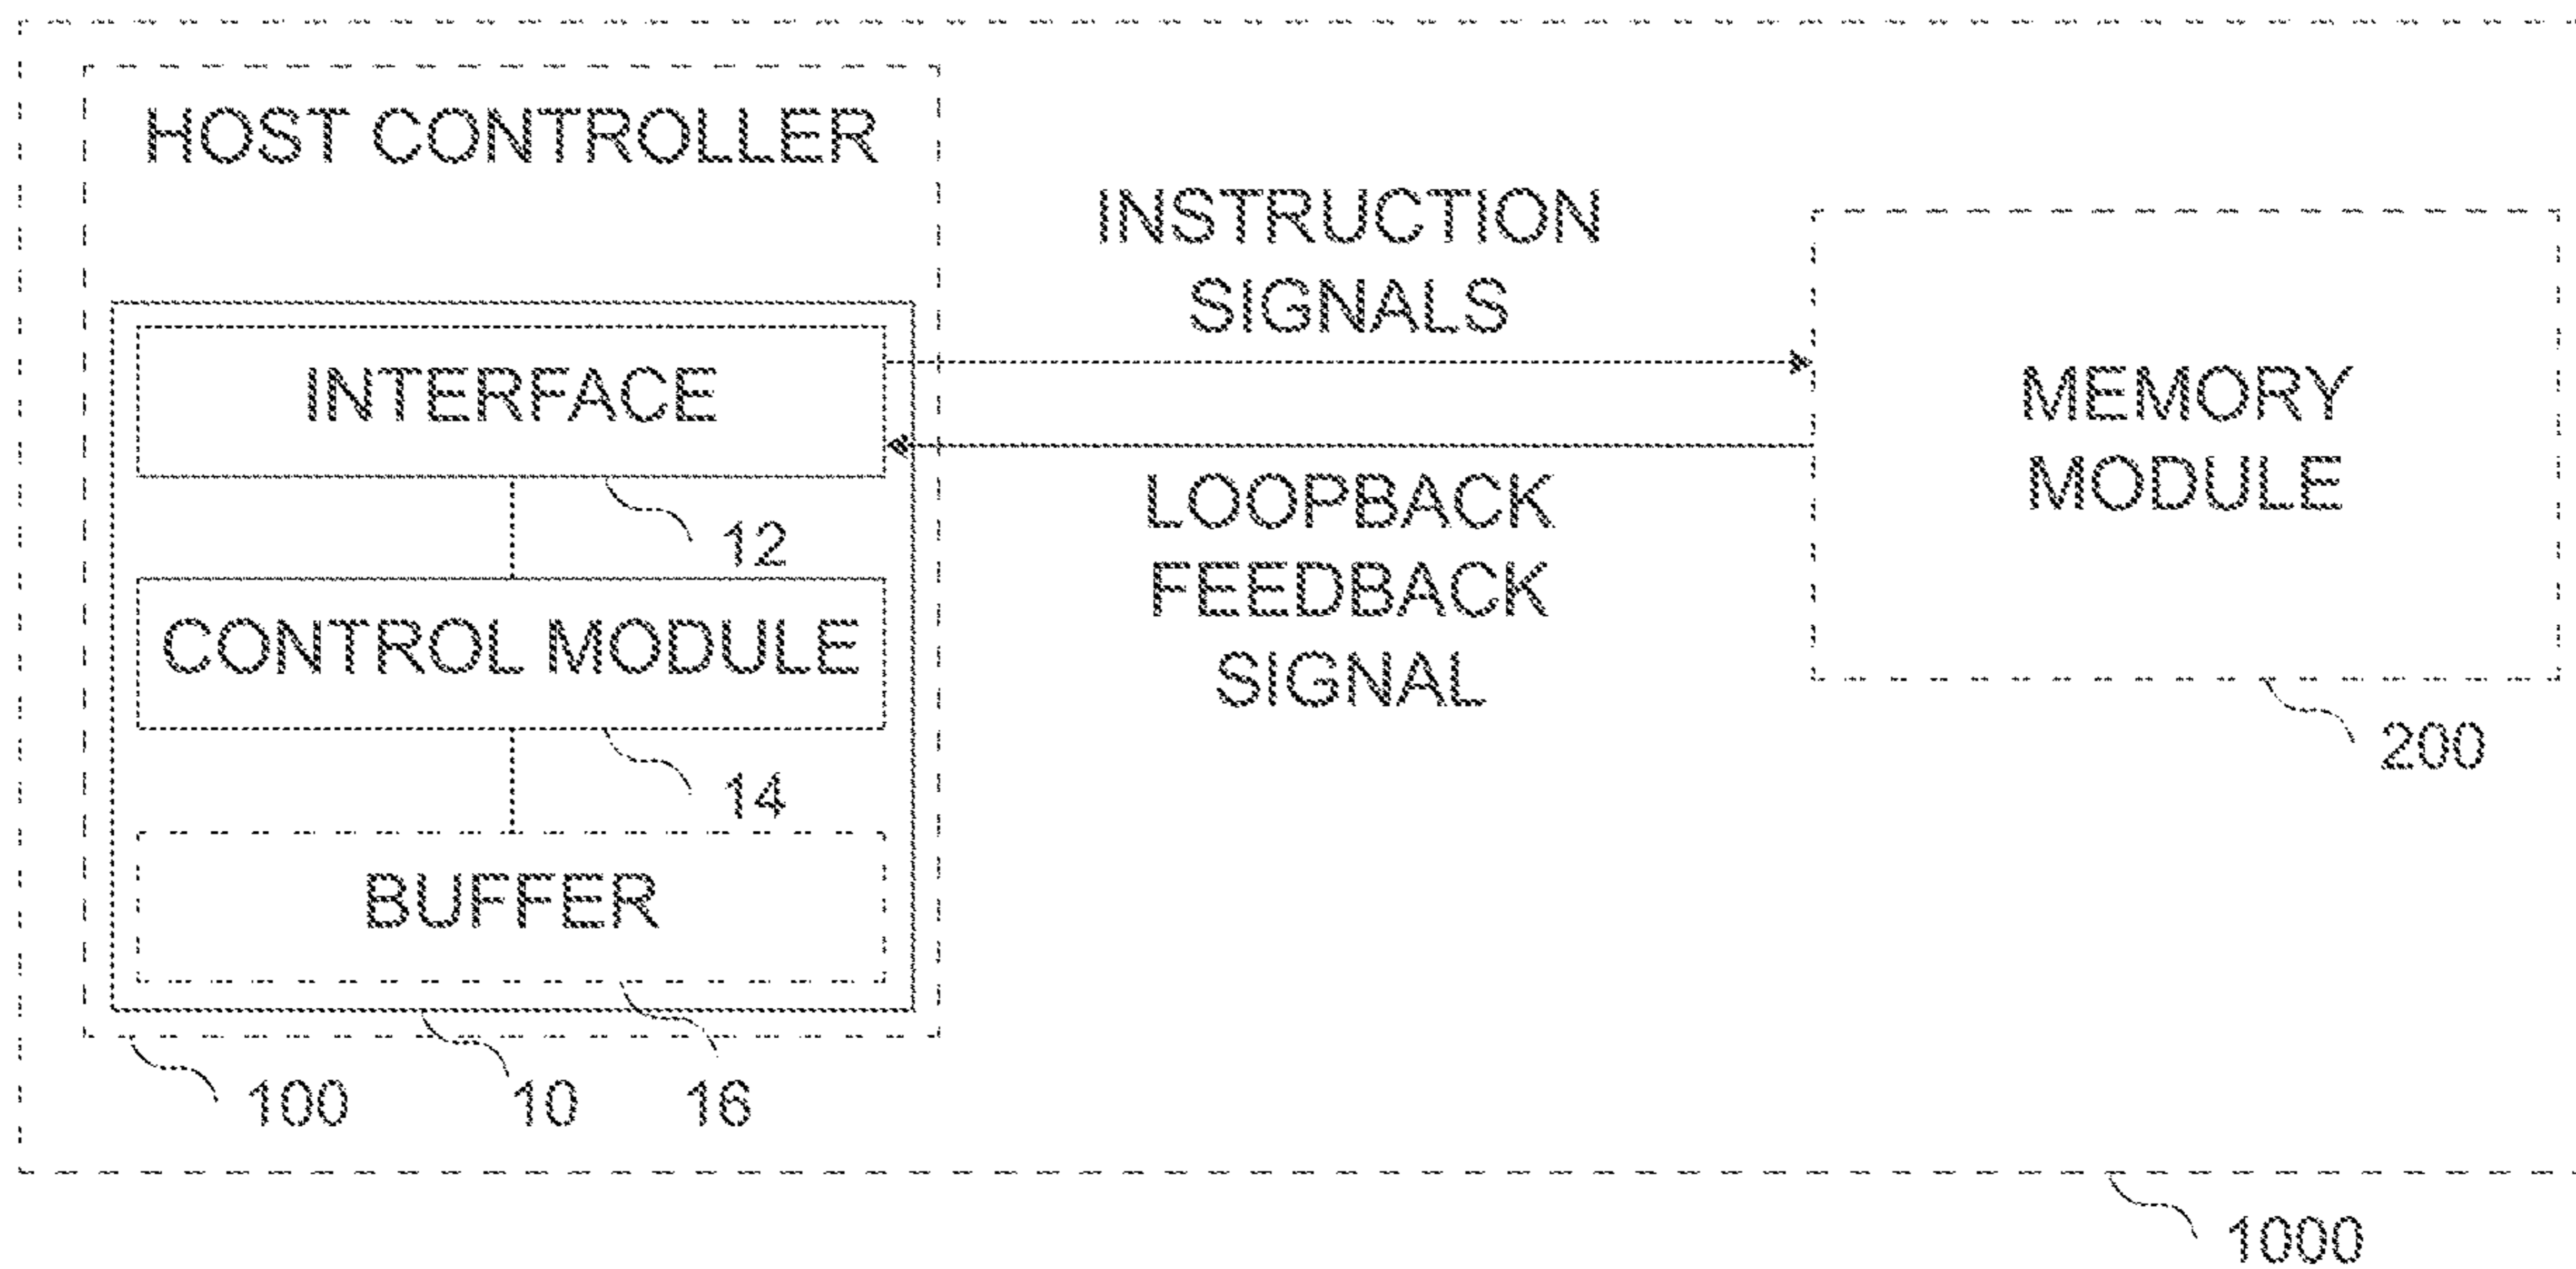 HOST CONTROLLER
INSTRUCTION
SIGNALS
INTERFACE
12
MEMORY
MODULE
LOOPBACK
FEEDBACK
SIGNAL
CONTROL MODULE
14
200
BUFFER
100
10
16
1000